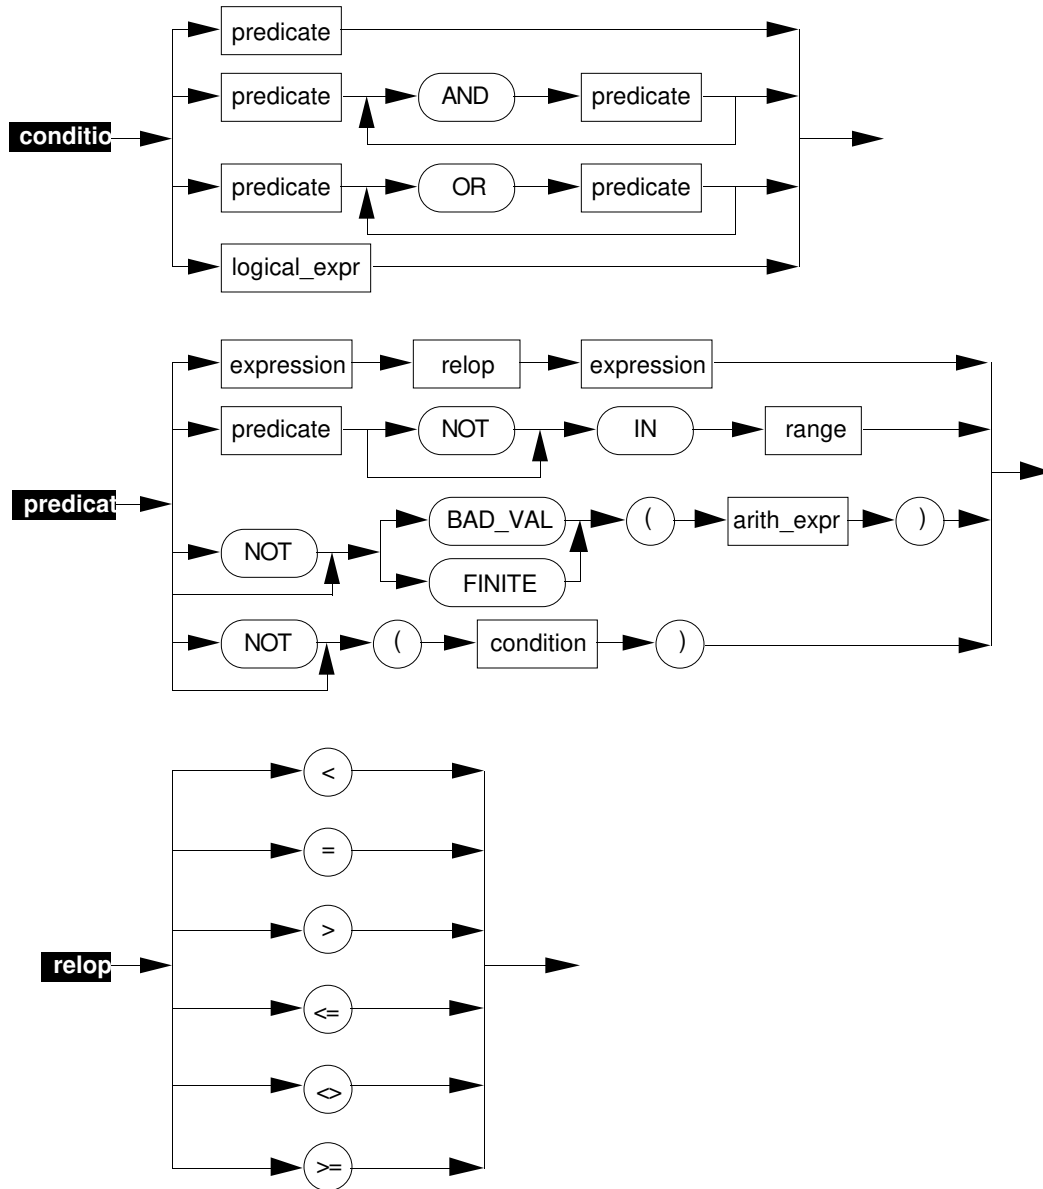 predicate
predicate AND predicate
conditio
predicate OR predicate
logical_expr
expression relop expression
predicate NOT IN range
predicat
BAD_VAL ( arith_expr )
NOT
FINITE
NOT ( condition )
<
=
>
relop
<=
<>
>=